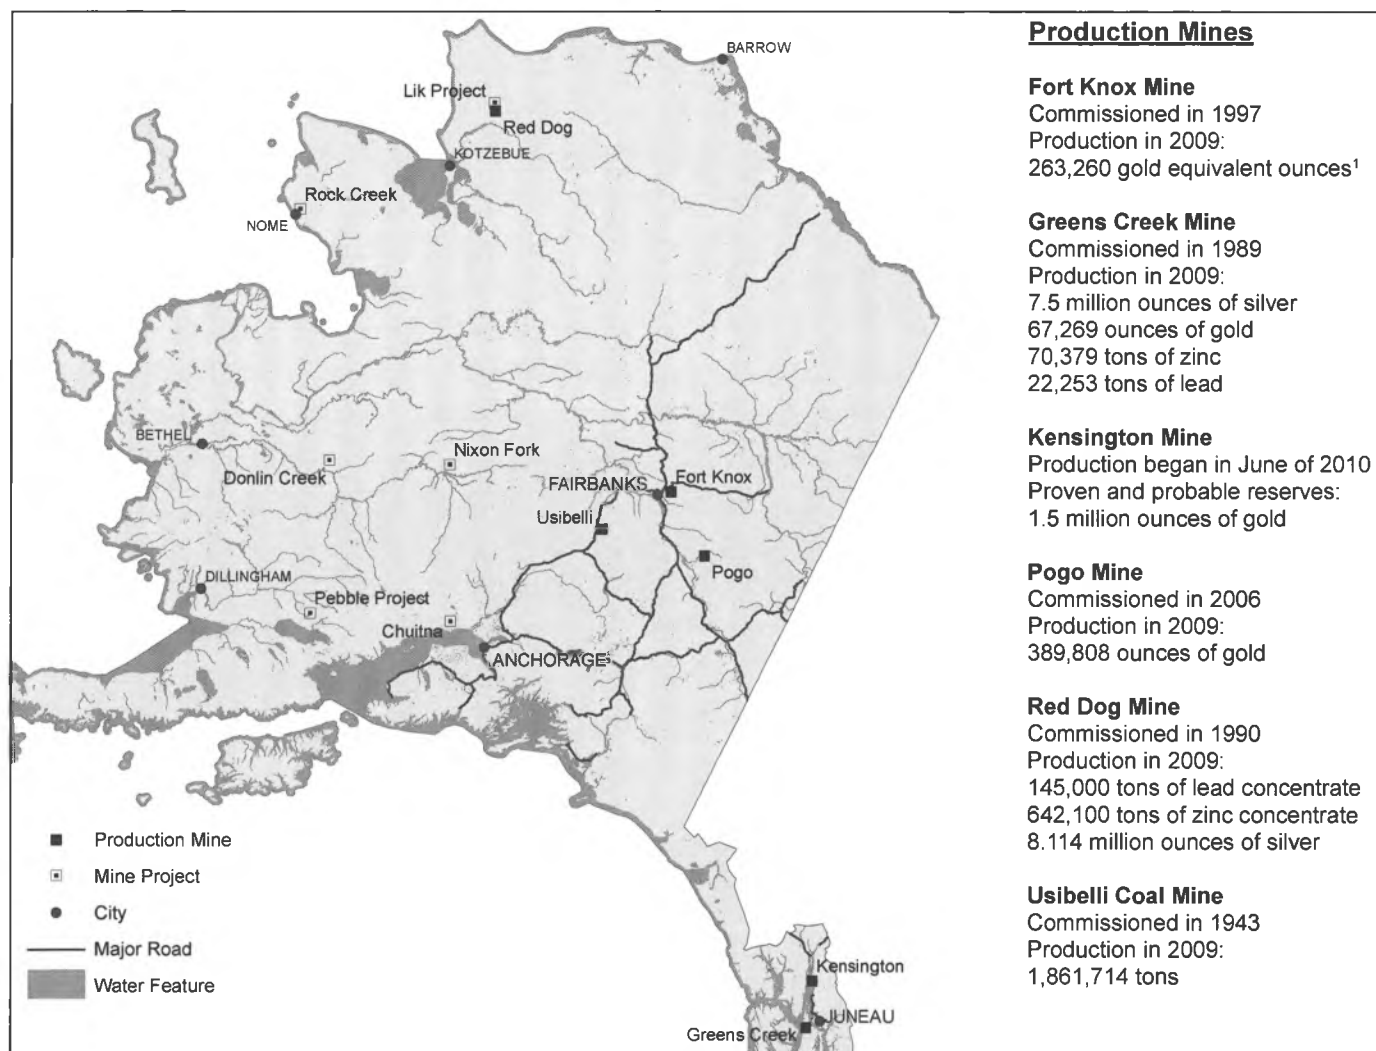 BARROW
Lik Project
Red Dog
KOTZEBUE
Rock Creek
NOME
BETHEL
Donlin Creek
Nixon Fork
FAIRBANKS
Fort Knox
Usibelli
Pogo
DILLINGHAM
Pebble Project
Chuitna
ANCHORAGE
Kensington
JUNEAU
Greens Creek
Production Mine
Mine Project
City
Major Road
Water Feature
Production Mines
Fort Knox Mine
Commissioned in 1997
Production in 2009:
263,260 gold equivalent ounces¹
Greens Creek Mine
Commissioned in 1989
Production in 2009:
7.5 million ounces of silver
67,269 ounces of gold
70,379 tons of zinc
22,253 tons of lead
Kensington Mine
Production began in June of 2010
Proven and probable reserves:
1.5 million ounces of gold
Pogo Mine
Commissioned in 2006
Production in 2009:
389,808 ounces of gold
Red Dog Mine
Commissioned in 1990
Production in 2009:
145,000 tons of lead concentrate
642,100 tons of zinc concentrate
8.114 million ounces of silver
Usibelli Coal Mine
Commissioned in 1943
Production in 2009:
1,861,714 tons